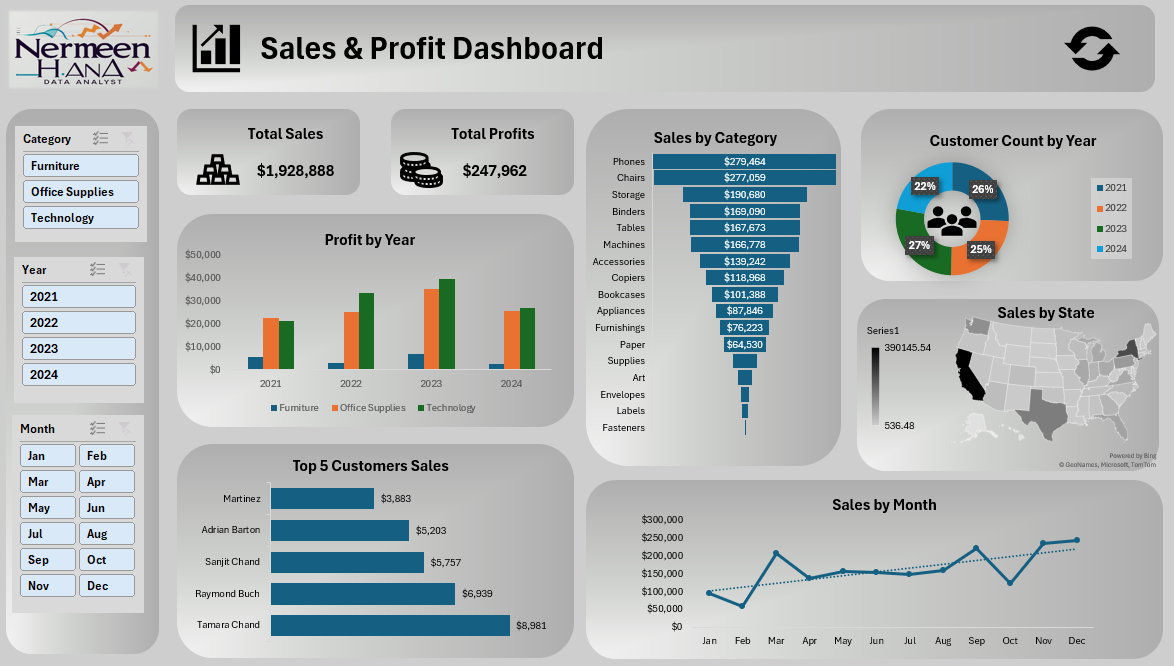 Nermeen
HANA
DATA ANALYST
Sales & Profit Dashboard
Category
Furniture
Office Supplies
Technology
Year
2021
2022
2023
2024
Month
Jan Feb
Mar Apr
May Jun
Jul Aug
Sep Oct
Nov Dec
Total Sales
$1,928,888
Total Profits
$247,962
Profit by Year
$50,000
$40,000
$30,000
$20,000
$10,000
$0
2021 2022 2023 2024
Furniture Office Supplies Technology
Top 5 Customers Sales
Martinez $3,883
Adrian Barton $5,203
Sanjit Chand $5,757
Raymond Buch $6,939
Tamara Chand $8,981
Sales by Category
Phones $279,464
Chairs $277,059
Storage $190,680
Binders $169,090
Tables $167,673
Machines $166,778
Accessories $139,242
Copiers $118,968
Bookcases $101,388
Appliances $87,846
Furnishings $76,223
Paper $64,530
Supplies
Art
Envelopes
Labels
Fasteners
Customer Count by Year
22% 26%
27% 25%
2021
2022
2023
2024
Sales by State
Series1
390145.54
536.48
Powered by Bing
© GeoNames, Microsoft, TomTom
Sales by Month
$300,000
$250,000
$200,000
$150,000
$100,000
$50,000
$0
Jan Feb Mar Apr May Jun Jul Aug Sep Oct Nov Dec